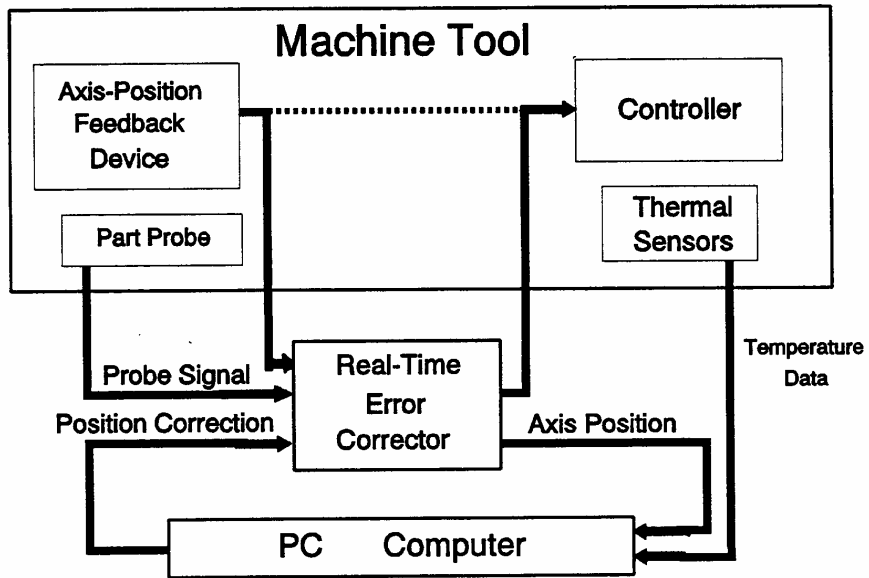 Machine Tool
Axis-Position
Feedback
Device
Controller
Part Probe
Thermal
Sensors
Probe Signal
Real-Time
Error
Corrector
Temperature
Data
Position Correction
Axis Position
PC Computer